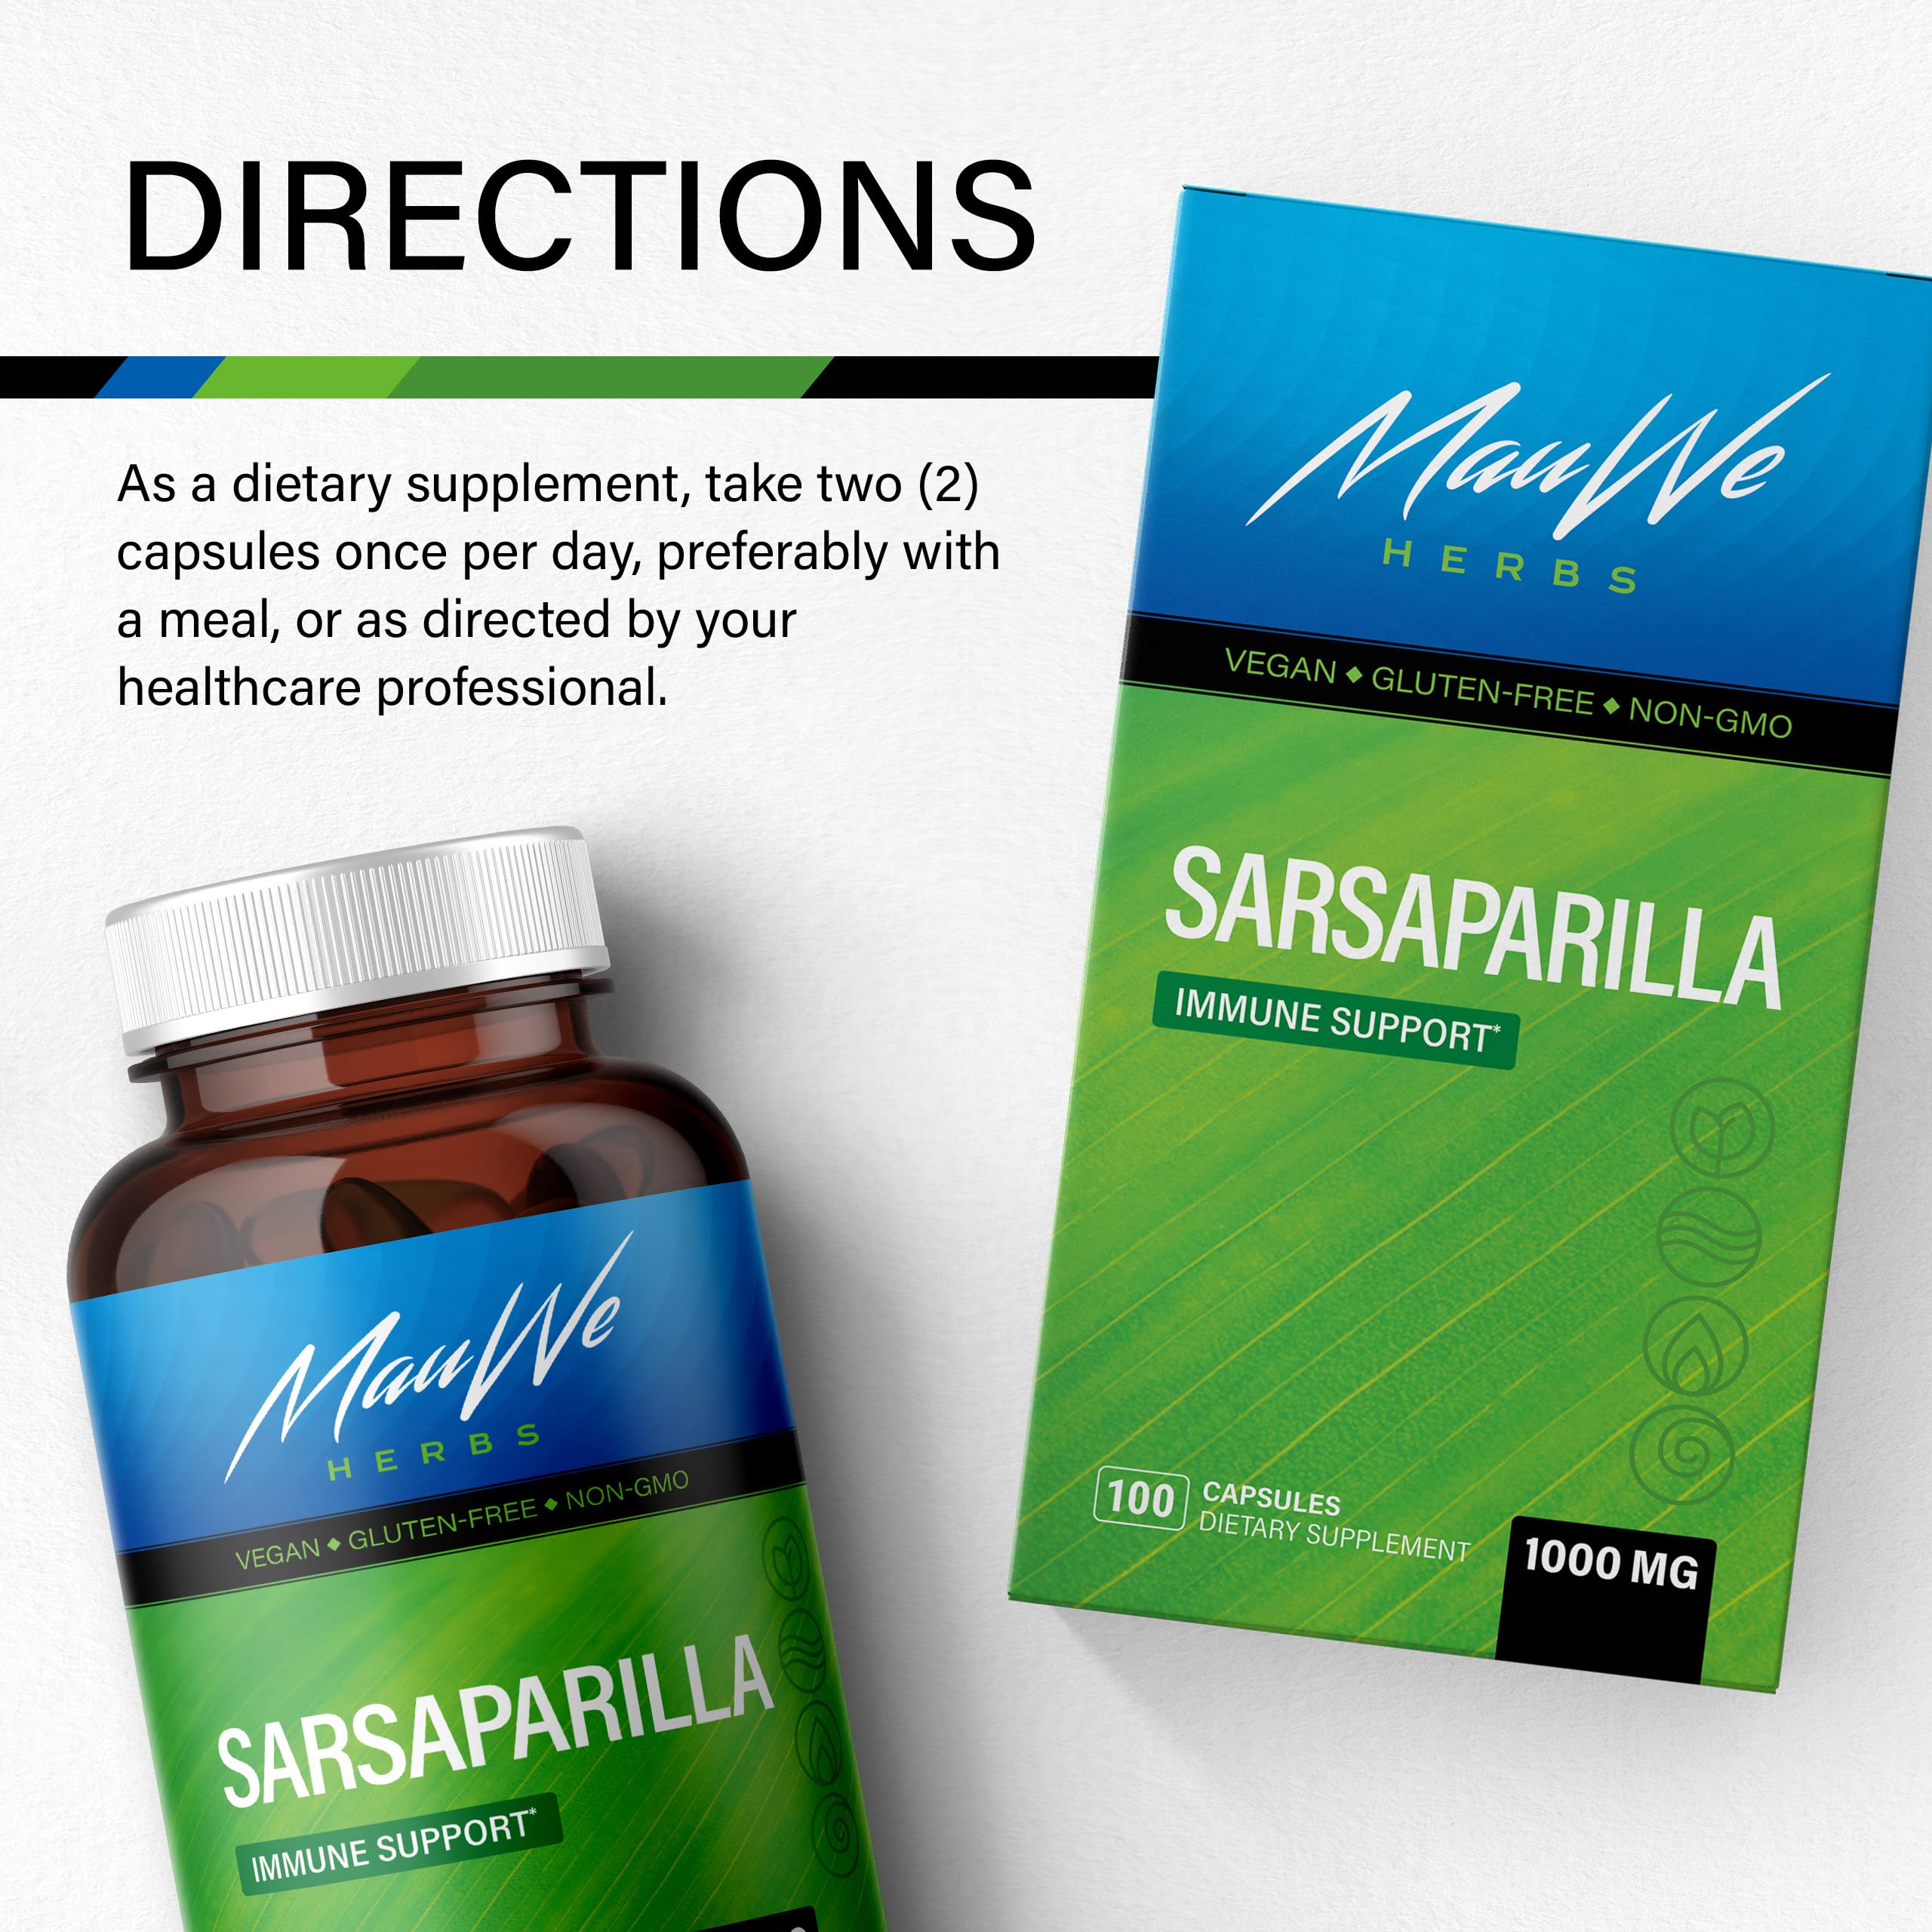 DIRECTIONS
As a dietary supplement, take two (2)
capsules once per day, preferably with
a meal, or as directed by your
healthcare professional.
MauWe
HERBS
VEGAN ◆ GLUTEN-FREE ◆ NON-GMO
SARSAPARILLA
IMMUNE SUPPORT*
100 CAPSULES
DIETARY SUPPLEMENT
1000 MG
MauWe
HERBS
VEGAN ◆ GLUTEN-FREE ◆ NON-GMO
SARSAPARILLA
IMMUNE SUPPORT*